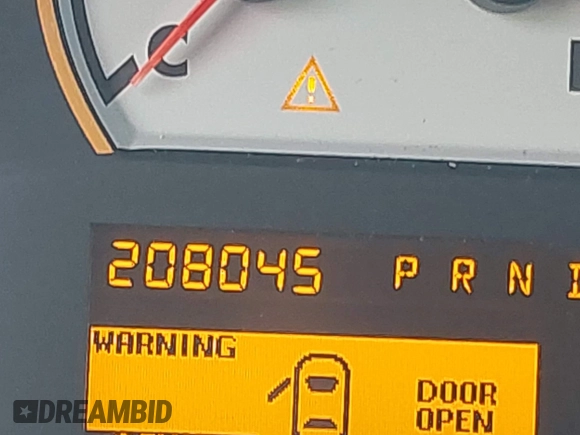 C
208045 P R N
WARNING
DOOR
OPEN
DREAMBID